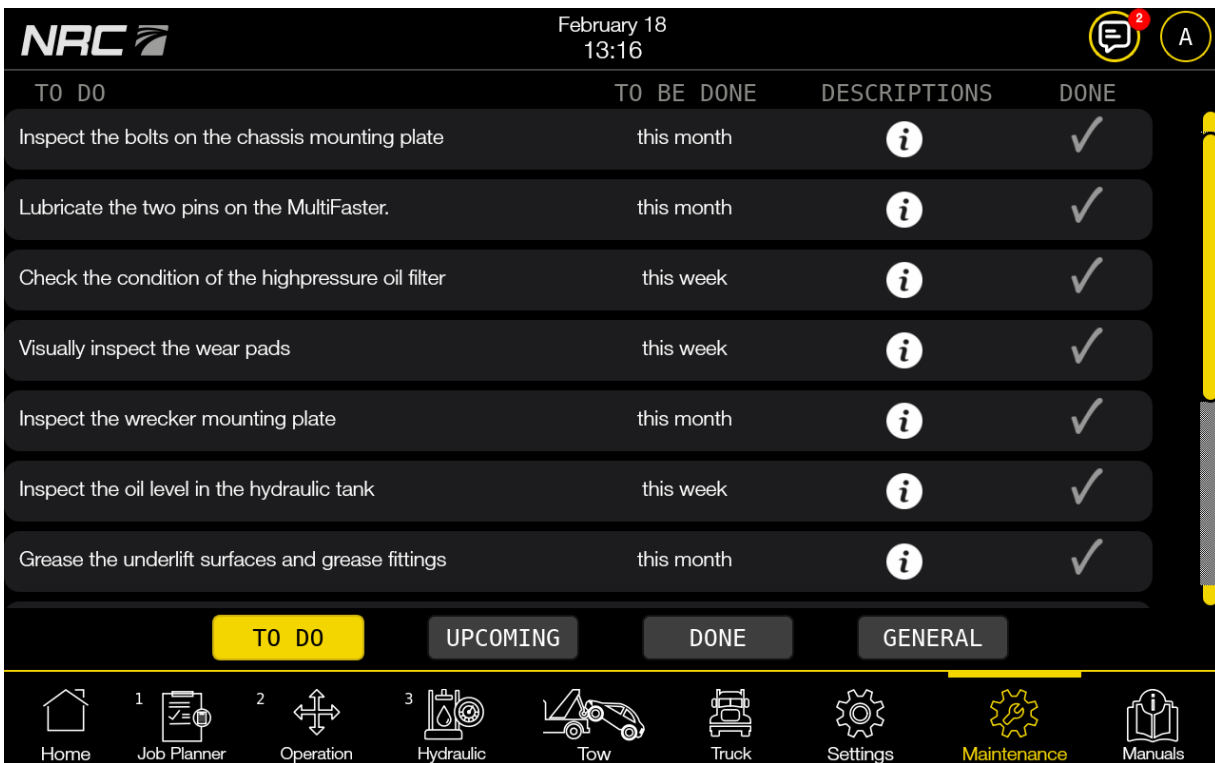 NRC
February 18
13:16
2
A
TO DO TO BE DONE DESCRIPTIONS DONE
Inspect the bolts on the chassis mounting plate this month i
Lubricate the two pins on the MultiFaster. this month i
Check the condition of the highpressure oil filter this week i
Visually inspect the wear pads this week i
Inspect the wrecker mounting plate this month i
Inspect the oil level in the hydraulic tank this week i
Grease the underlift surfaces and grease fittings this month i
TO DO UPCOMING DONE GENERAL
1 2 3
Home Job Planner Operation Hydraulic Tow Truck Settings Maintenance Manuals